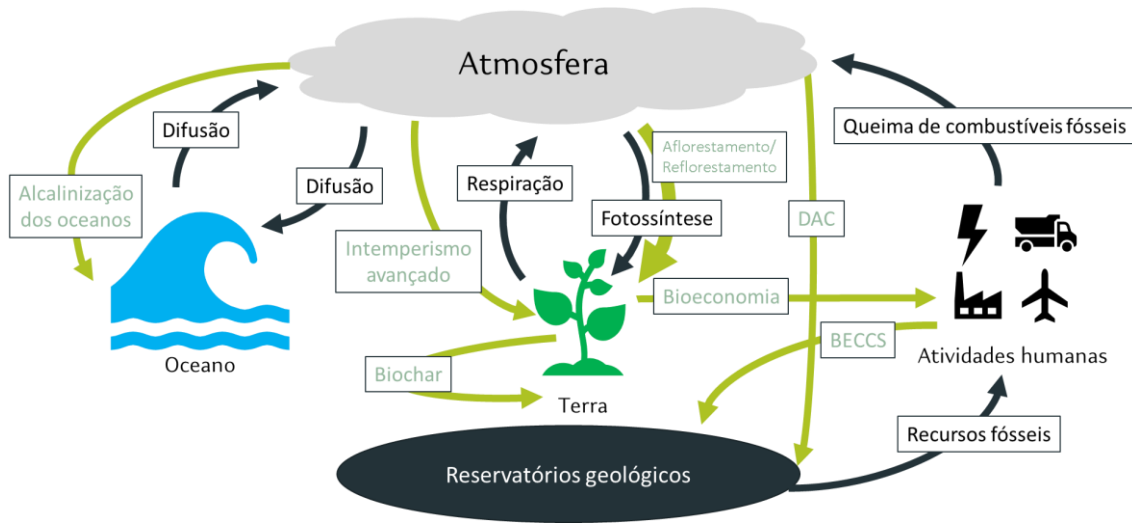 Atmosfera
Difusão
Queima de combustíveis fósseis
Aflorestamento/
Reflorestamento
Difusão
Respiração
Alcalinização
dos oceanos
Fotossíntese
DAC
Intemperismo
avançado
Bioeconomia
BECCS
Atividades humanas
Oceano
Biochar
Terra
Recursos fósseis
Reservatórios geológicos